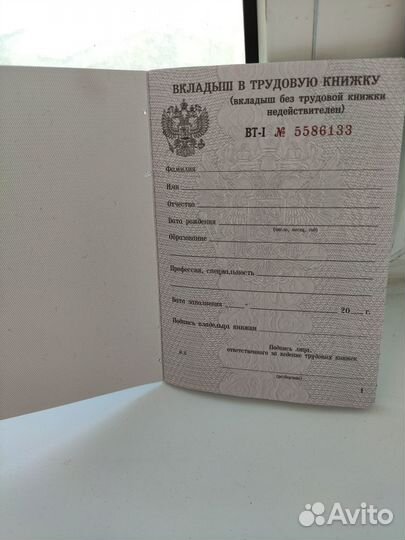 ВКЛАДЫШ В ТРУДОВУЮ КНИЖКУ
(вкладыш без трудовой книжки
недействителен)
ВТ-I № 5586133
Фамилия
Имя
Отчество
Дата рождения
(число, месяц, год)
Образование
Профессия, специальность
Дата заполнения - 20 г.
Подпись владельца книжки
Подпись лица,
ответственного за ведение трудовых книжек
(разборчиво)
1
Avito